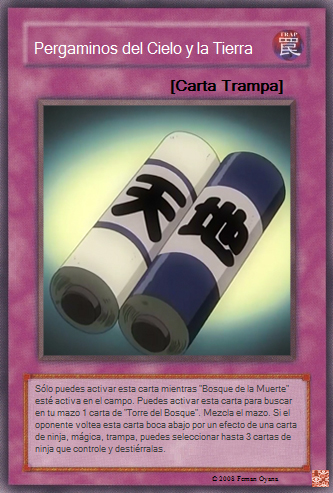 Pergaminos del Cielo y la Tierra
TRAP
罠
[Carta Trampa]
天
地
Sólo puedes activar esta carta mientras "Bosque de la Muerte"
esté activa en el campo. Puedes activar esta carta para buscar
en tu mazo 1 carta de "Torre del Bosque". Mezcla el mazo. Si el
oponente voltea esta carta boca abajo por un efecto de una carta
de ninja, mágica, trampa, puedes seleccionar hasta 3 cartas de
ninja que controle y destiérralas.
© 2008 Foman Oyana